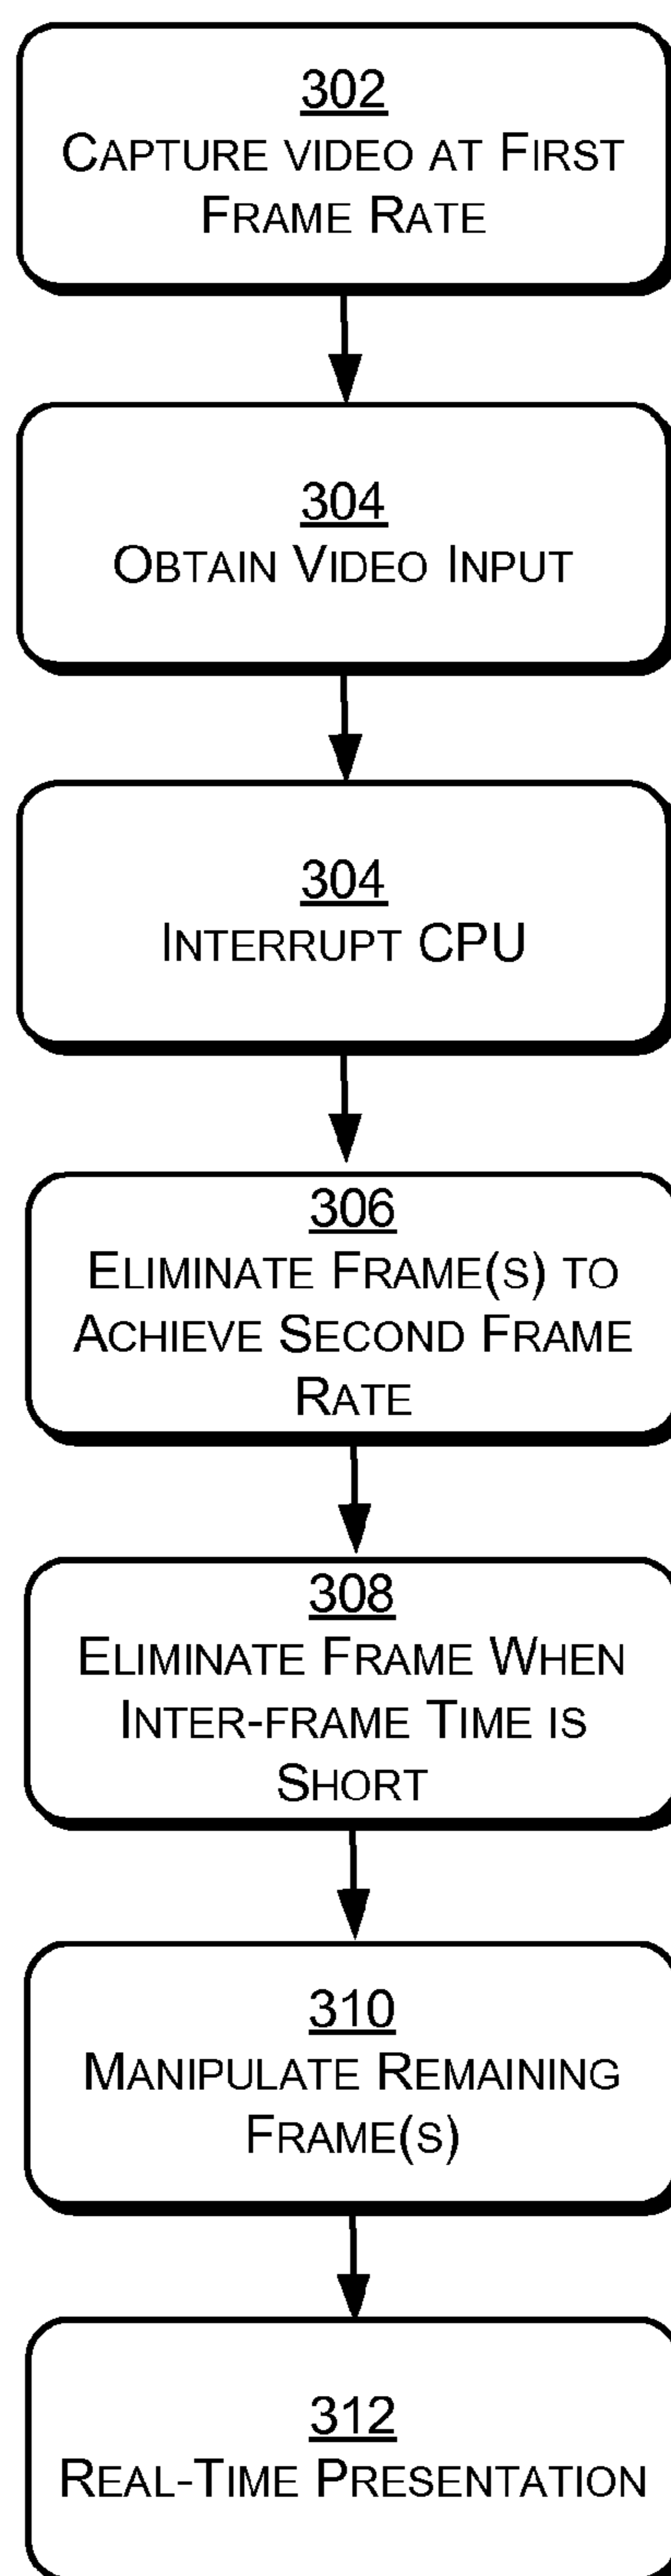 302
CAPTURE VIDEO AT FIRST
FRAME RATE
304
OBTAIN VIDEO INPUT
304
INTERRUPT CPU
306
ELIMINATE FRAME(S) TO
ACHIEVE SECOND FRAME
RATE
308
ELIMINATE FRAME WHEN
INTER-FRAME TIME IS
SHORT
310
MANIPULATE REMAINING
FRAME(S)
312
REAL-TIME PRESENTATION